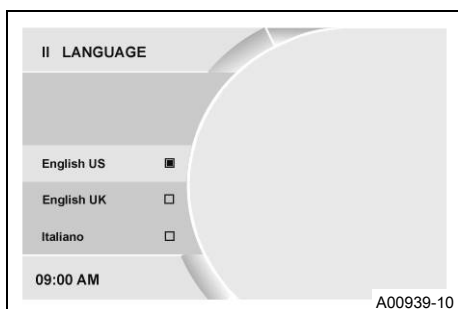 II LANGUAGE
English US
English UK
Italiano
09:00 AM
A00939-10